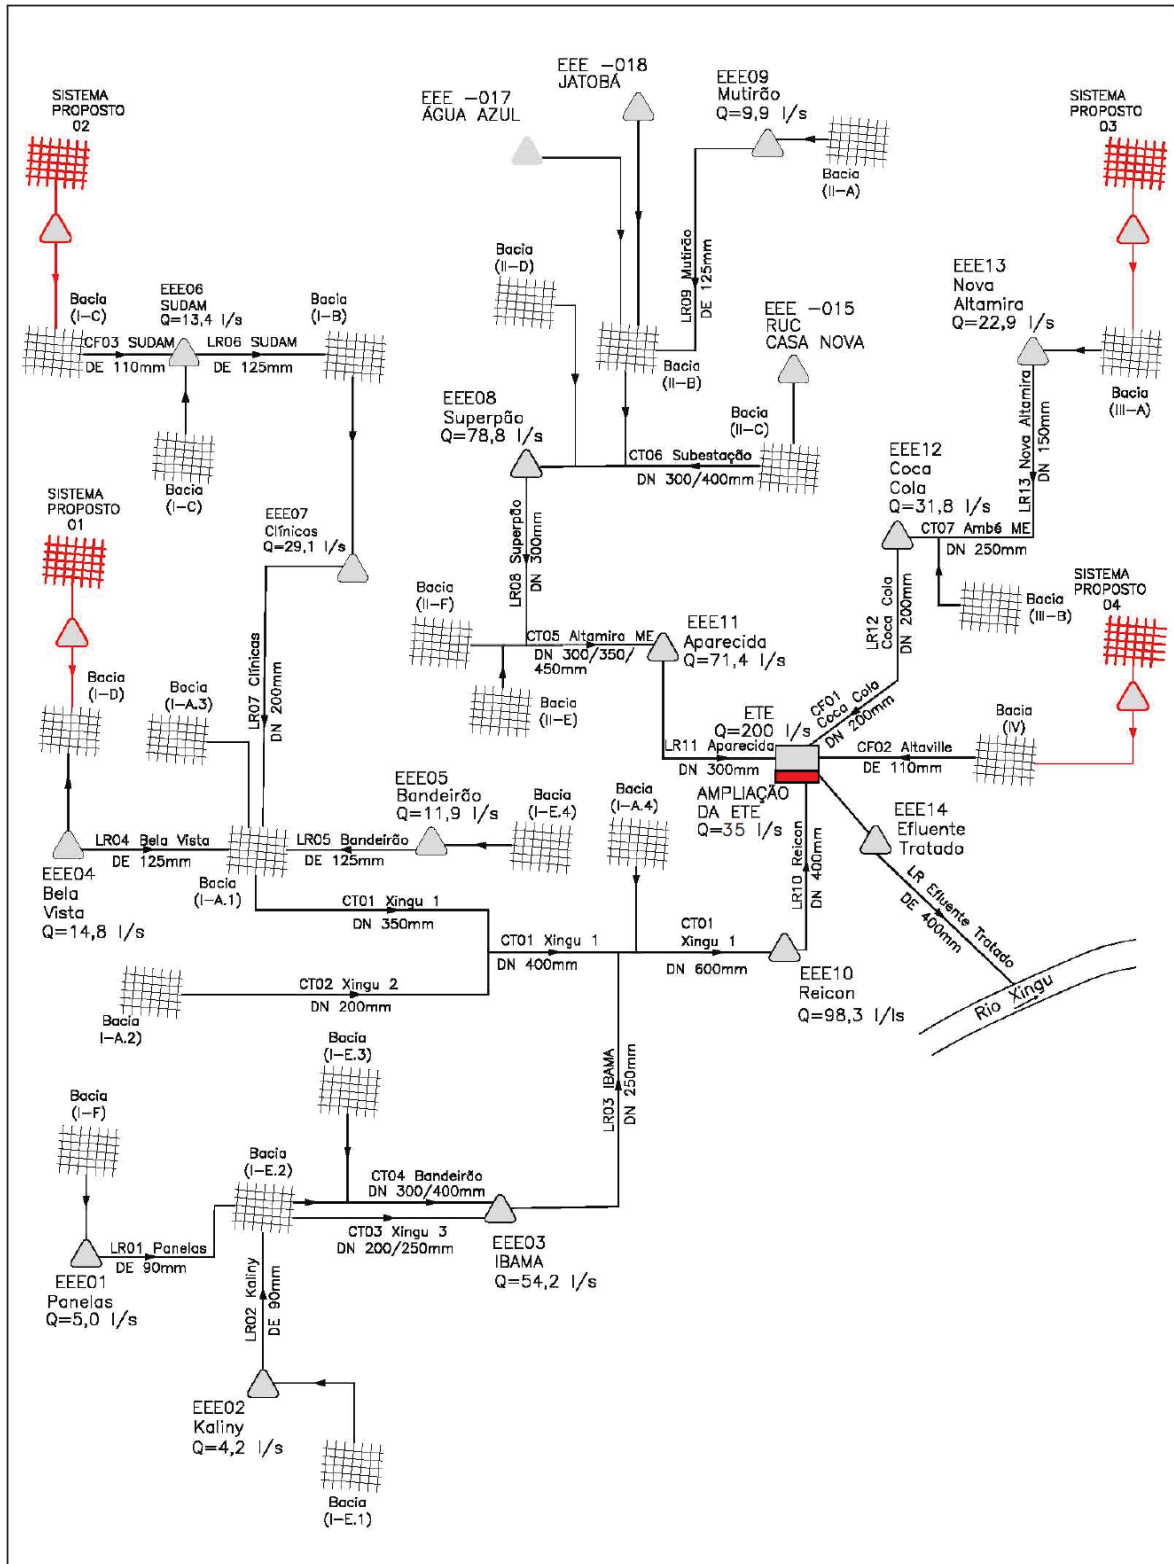 EEE -018
JATOBÁ
EEE09
Mutirão
Q=9,9 l/s
EEE -017
ÁGUA AZUL
SISTEMA
PROPOSTO
02
SISTEMA
PROPOSTO
03
Bacia
(II-A)
LR09 Mutirão
DE 125mm
Bacia
(II-D)
EEE13
Nova
Altamira
Q=22,9 l/s
EEE -015
RUC
CASA NOVA
Bacia
(I-C)
EEE06
SUDAM
Q=13,4 l/s
Bacia
(I-B)
CF03 SUDAM
DE 110mm
LR06 SUDAM
DE 125mm
Bacia
(II-B)
Bacia
(III-A)
EEE08
Superpão
Q=78,8 l/s
Bacia
(II-C)
LR13 Nova Altamira
DN 150mm
CT06 Subestação
DN 300/400mm
EEE12
Coca
Cola
Q=31,8 l/s
Bacia
(I-C)
SISTEMA
PROPOSTO
01
EEE07
Clínicas
Q=29,1 l/s
LR08 Superpão
DN 300mm
CT07 Ambé ME
DN 250mm
SISTEMA
PROPOSTO
04
Bacia
(II-F)
Bacia
(III-B)
LR12
Coca Cola
DN 200mm
CT05 Altamira ME
DN 300/350/
450mm
EEE11
Aparecida
Q=71,4 l/s
Bacia
(I-D)
Bacia
(I-A.3)
LR07 Clínicas
DN 200mm
Bacia
(II-E)
CF01
Coca Cola
DN 200mm
ETE
Q=200 l/s
Bacia
(IV)
LR11 Aparecida
DN 300mm
CF02 Altaville
DE 110mm
EEE05
Bandeirão
Q=11,9 l/s
Bacia
(I-E.4)
Bacia
(I-A.4)
AMPLIAÇÃO
DA ETE
Q=35 l/s
EEE14
Efluente
Tratado
LR04 Bela Vista
DE 125mm
LR05 Bandeirão
DE 125mm
LR10 Reicon
DN 400mm
EEE04
Bela
Vista
Q=14,8 l/s
Bacia
(I-A.1)
CT01 Xingu 1
DN 350mm
LR Efluente Tratado
DE 400mm
CT01 Xingu 1
DN 400mm
CT01
Xingu 1
DN 600mm
EEE10
Reicon
Q=98,3 l/ls
CT02 Xingu 2
DN 200mm
Rio Xingu
Bacia
I-A.2)
Bacia
(I-E.3)
LR03 IBAMA
DN 250mm
Bacia
(I-F)
Bacia
(I-E.2)
CT04 Bandeirão
DN 300/400mm
CT03 Xingu 3
DN 200/250mm
EEE03
IBAMA
Q=54,2 l/s
LR01 Panelas
DE 90mm
EEE01
Panelas
Q=5,0 l/s
LR02 Kaliny
DE 90mm
EEE02
Kaliny
Q=4,2 l/s
Bacia
(I-E.1)